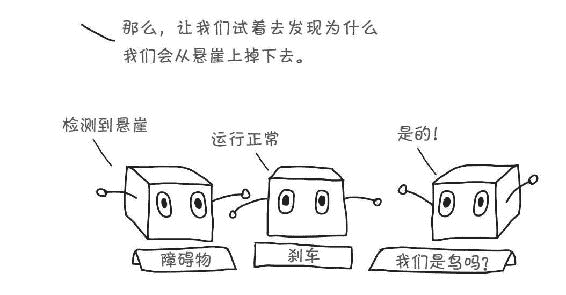 那么，让我们试着去发现为什么
我们会从悬崖上掉下去。
检测到悬崖
运行正常
是的！
障碍物
刹车
我们是鸟吗？